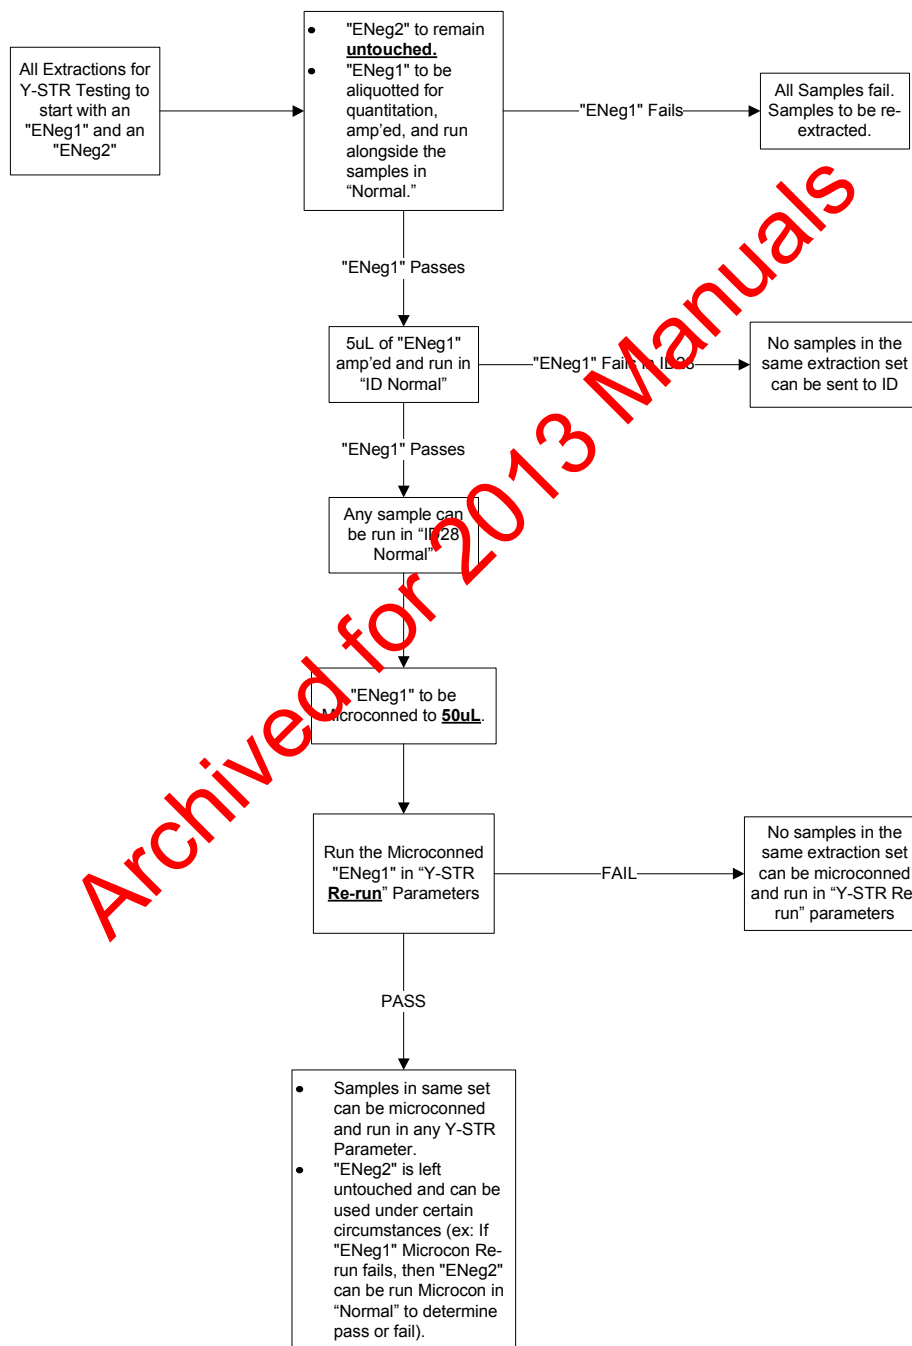 All Extractions for
Y-STR Testing to
start with an
"ENeg1" and an
"ENeg2"
• "ENeg2" to remain
untouched.
• "ENeg1" to be
aliquotted for
quantitation,
amp'ed, and run
alongside the
samples in
“Normal.”
"ENeg1" Fails
All Samples fail.
Samples to be re-
extracted.
"ENeg1" Passes
5uL of "ENeg1"
amp'ed and run in
“ID Normal”
"ENeg1" Fails in ID28
No samples in the
same extraction set
can be sent to ID
"ENeg1" Passes
Any sample can
be run in “ID28
Normal”
"ENeg1" to be
Microconned to 50uL.
Run the Microconned
"ENeg1" in “Y-STR
Re-run” Parameters
FAIL
No samples in the
same extraction set
can be microconned
and run in “Y-STR Re-
run” parameters
PASS
• Samples in same set
can be microconned
and run in any Y-STR
Parameter.
• "ENeg2" is left
untouched and can be
used under certain
circumstances (ex: If
"ENeg1" Microcon Re-
run fails, then "ENeg2"
can be run Microcon in
“Normal” to determine
pass or fail).
Archived for 2013 Manuals